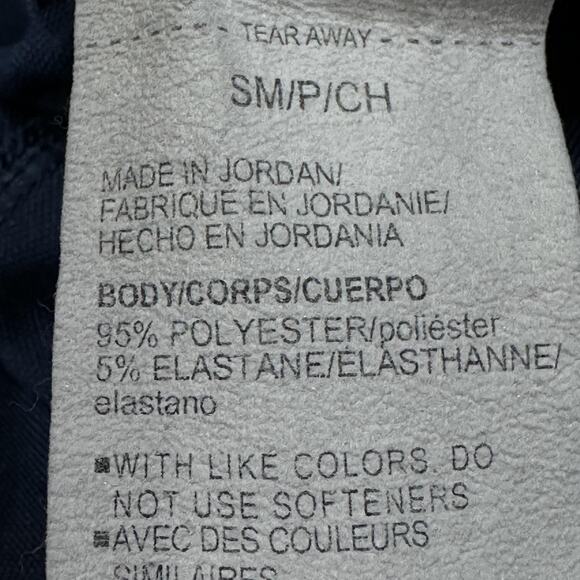 TEAR AWAY
SM/P/CH
MADE IN JORDAN/
FABRIQUE EN JORDANIE/
HECHO EN JORDANIA
BODY/CORPS/CUERPO
95% POLYESTER/poliéster
5% ELASTANE/ÉLASTHANNE/
elastano
■WITH LIKE COLORS. DO
NOT USE SOFTENERS
■AVEC DES COULEURS
SIMILAIRES